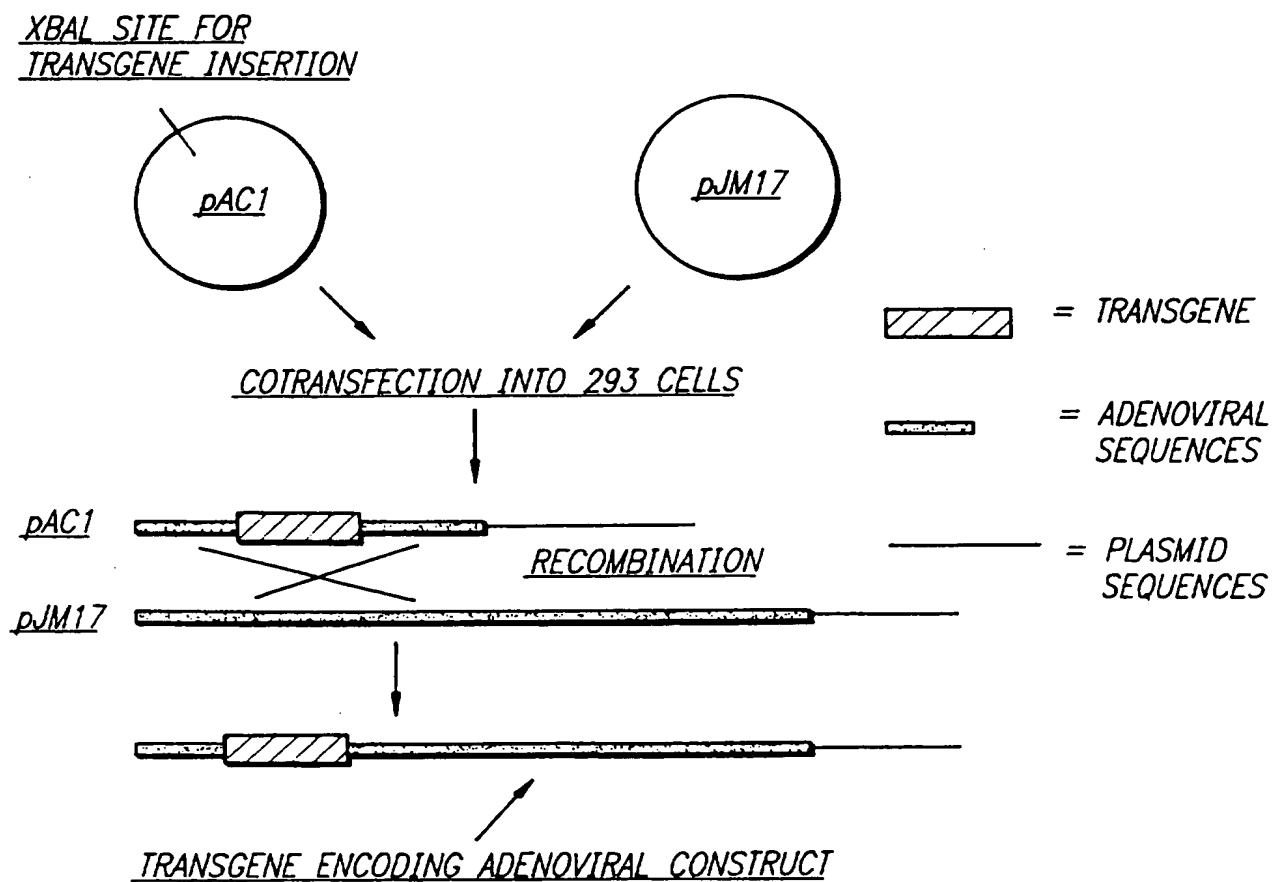 XBAL SITE FOR
TRANSGENE INSERTION
pAC1
pJM17
= TRANSGENE
COTRANSFECTION INTO 293 CELLS
= ADENOVIRAL
SEQUENCES
pAC1
RECOMBINATION
= PLASMID
SEQUENCES
pJM17
TRANSGENE ENCODING ADENOVIRAL CONSTRUCT